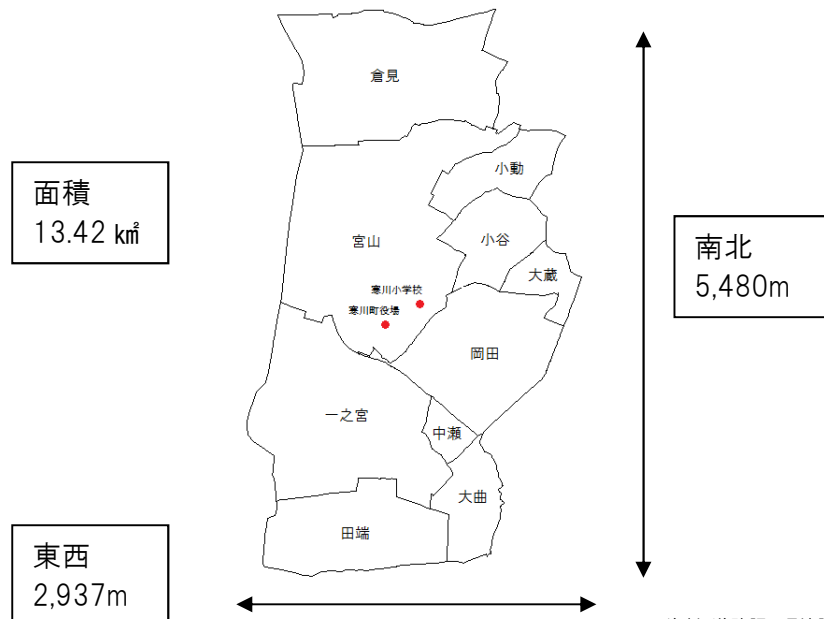 倉見
小動
面積
13.42 ㎢
宮山
小谷
南北
5,480m
大蔵
寒川小学校
寒川町役場
岡田
一之宮
中瀬
大曲
田端
東西
2,937m